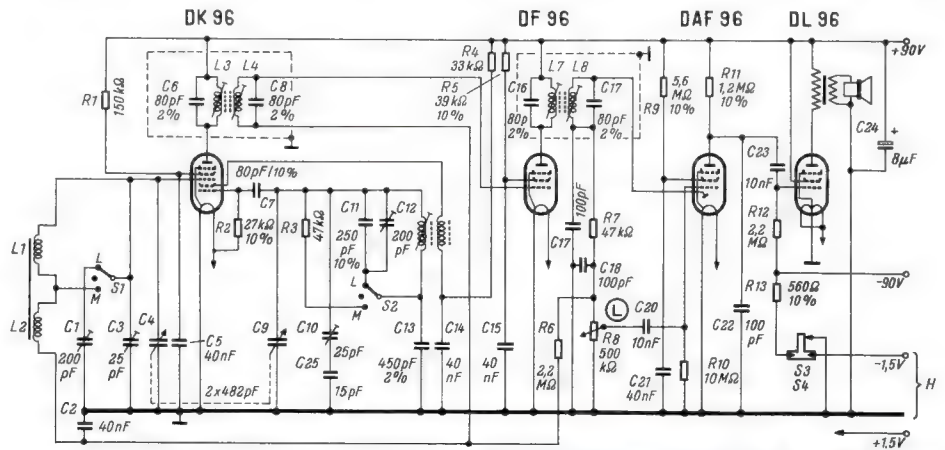 DK 96
DF 96
DAF 96
DL 96
+90V
R1
150kΩ
C6
80pF
2%
L3
L4
C8
80pF
2%
R4
33kΩ
R5
39kΩ
10%
C16
80p
2%
L7
L8
C17
80pF
2%
R9
5,6
MΩ
10%
R11
1,2MΩ
10%
C23
10nF
C24
+
8µF
80pF/10%
C7
R2
27kΩ
10%
R3
47kΩ
C11
250
pF
10%
C12
200
pF
100pF
C17
R7
47kΩ
C18
100pF
R12
2,2
MΩ
-90V
L1
L2
L
S1
M
L
S2
M
C1
200
pF
C3
25
pF
C4
C5
40nF
C9
C10
25pF
C25
15pF
C13
450pF
2%
C14
40
nF
C15
40
nF
R6
2,2
MΩ
L
R8
500
kΩ
C20
10nF
C21
40nF
R10
10MΩ
C22
100
pF
R13
560Ω
10%
S3
S4
-1,5V
H
2x482pF
C2
40nF
+1,5V